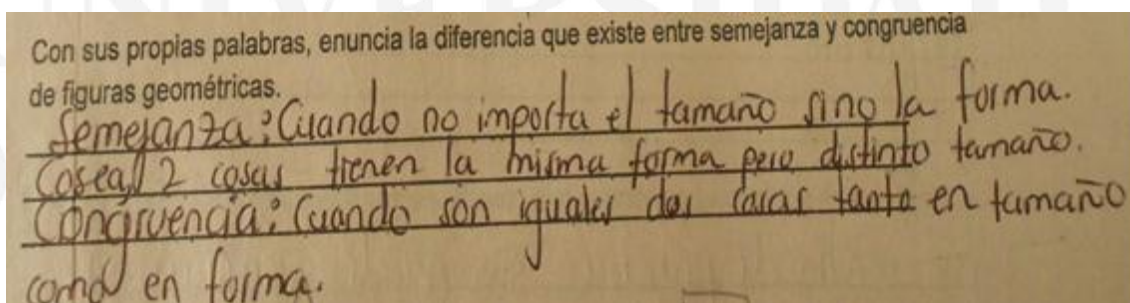 Con sus propias palabras, enuncia la diferencia que existe entre semejanza y congruencia
de figuras geométricas.
Semejanza: Cuando no importa el tamaño sino la forma.
(osea) 2 cosas tienen la misma forma pero distinto tamaño.
Congruencia: Cuando son iguales dos caras tanto en tamaño
como en forma.